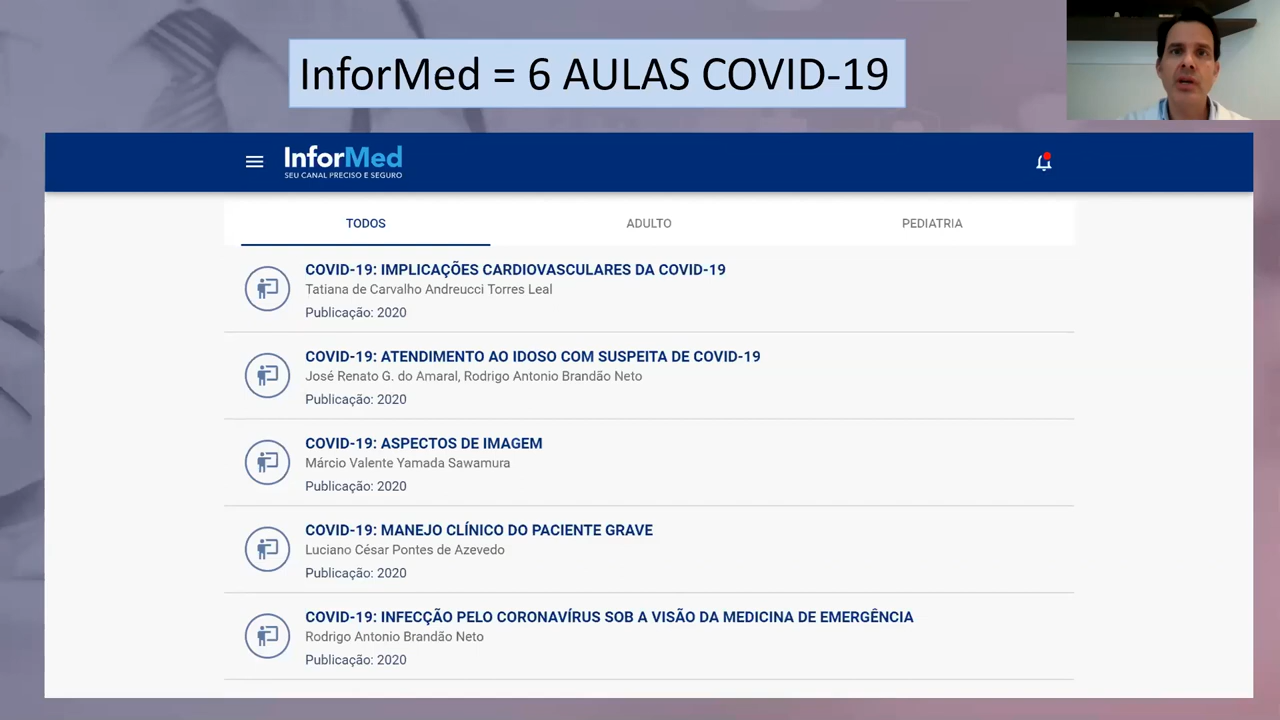 InforMed = 6 AULAS COVID-19
InforMed
SEU CANAL PRECISO E SEGURO
TODOS
ADULTO
PEDIATRIA
COVID-19: IMPLICAÇÕES CARDIOVASCULARES DA COVID-19
Tatiana de Carvalho Andreucci Torres Leal
Publicação: 2020
COVID-19: ATENDIMENTO AO IDOSO COM SUSPEITA DE COVID-19
José Renato G. do Amaral, Rodrigo Antonio Brandão Neto
Publicação: 2020
COVID-19: ASPECTOS DE IMAGEM
Márcio Valente Yamada Sawamura
Publicação: 2020
COVID-19: MANEJO CLÍNICO DO PACIENTE GRAVE
Luciano César Pontes de Azevedo
Publicação: 2020
COVID-19: INFECÇÃO PELO CORONAVÍRUS SOB A VISÃO DA MEDICINA DE EMERGÊNCIA
Rodrigo Antonio Brandão Neto
Publicação: 2020